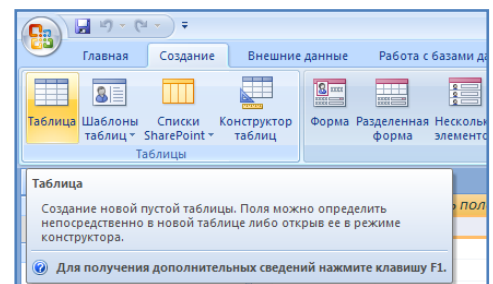 Главная Создание Внешние данные Работа с базами да
Таблица Шаблоны таблиц Списки SharePoint Конструктор таблиц Форма Разделенная форма Несколь элементо
Таблицы
Таблица
пол
Создание новой пустой таблицы. Поля можно определить
непосредственно в новой таблице либо открыв ее в режиме
конструктора.
Для получения дополнительных сведений нажмите клавишу F1.